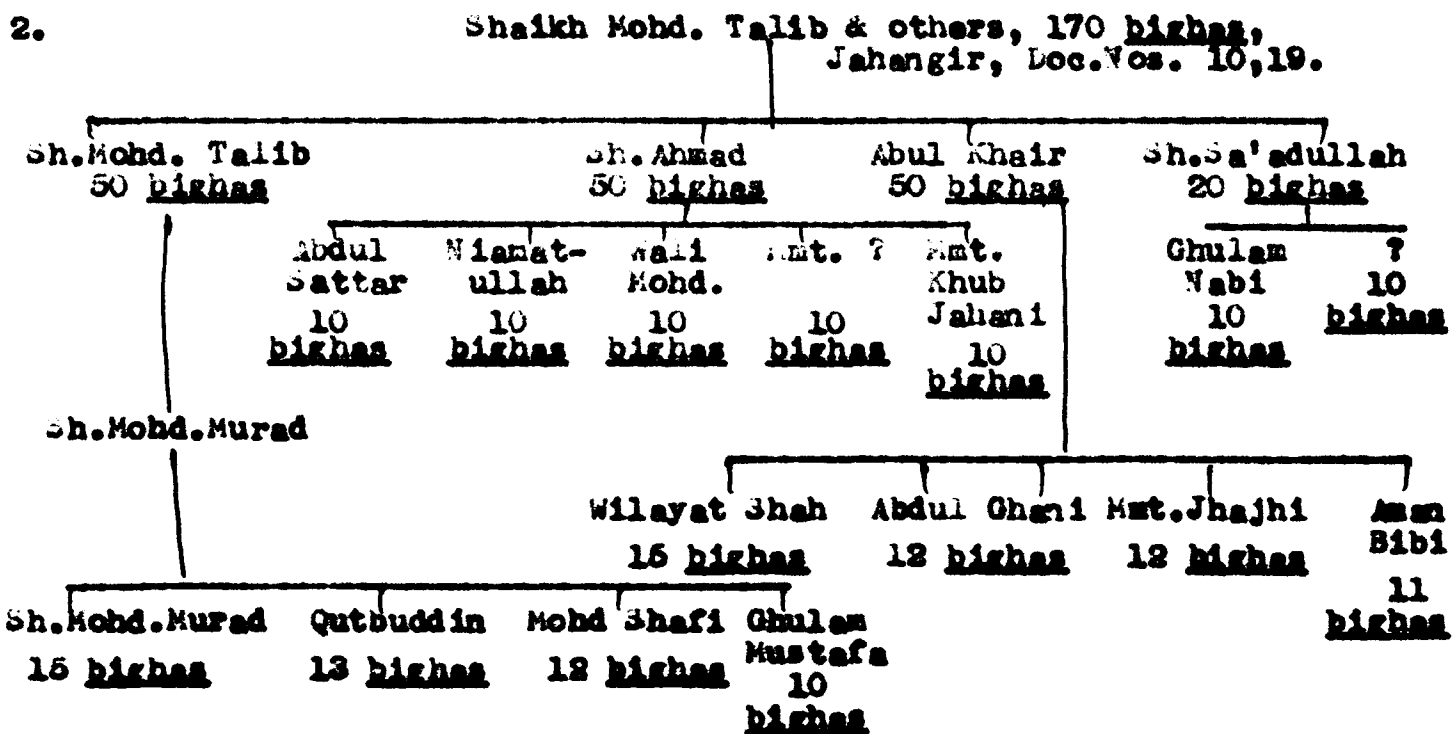 2.
Shaikh Mohd. Talib & others, 170 bighas,
Jahangir, Doc.Nos. 10,19.
Sh.Mohd. Talib
50 bighas
Sh.Ahmad
50 bighas
Abul Khair
50 bighas
Sh.Sa'adullah
20 bighas
Abdul
Sattar
10
bighas
Niamat-
ullah
10
bighas
Wali
Mohd.
10
bighas
Mmt. ?
10
bighas
Mmt.
Khub
Jahani
10
bighas
Ghulam
Nabi
10
bighas
?
10
bighas
Sh.Mohd.Murad
Wilayat Shah
15 bighas
Abdul Ghani
12 bighas
Mmt.Jhajhi
12 bighas
Aman
Bibi
11
bighas
Sh.Mohd.Murad
15 bighas
Qutbuddin
13 bighas
Mohd Shafi
12 bighas
Ghulam
Mustafa
10
bighas